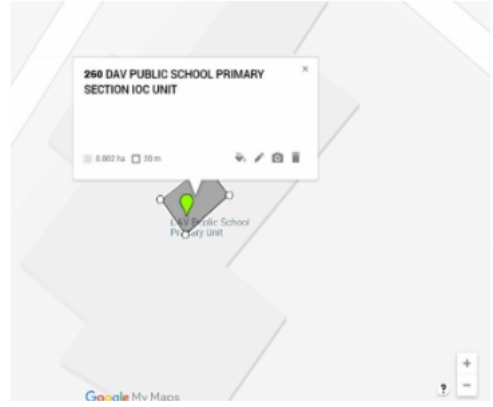 260 DAV PUBLIC SCHOOL PRIMARY
SECTION IOC UNIT
0.002 ha 20 m
DAV Public School
Primary Unit
Google My Maps